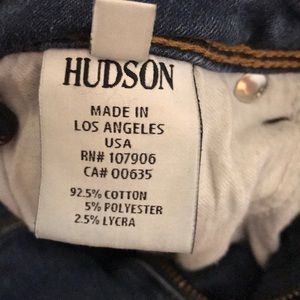 HUDSON
MADE IN
LOS ANGELES
USA
RN# 107906
CA# 00635
92.5% COTTON
5% POLYESTER
2.5% LYCRA